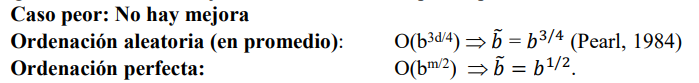 Caso peor: No hay mejora
Ordenación aleatoria (en promedio): O(b^{3d/4}) ⇒ b̃ = b^{3/4} (Pearl, 1984)
Ordenación perfecta: O(b^{m/2}) ⇒ b̃ = b^{1/2}.